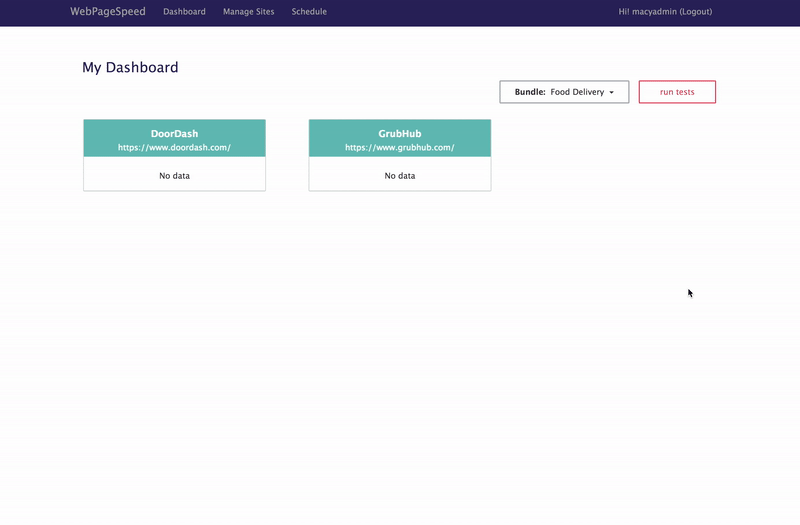 WebPageSpeed Dashboard Manage Sites Schedule Hi! macyadmin (Logout)
My Dashboard
Bundle: Food Delivery run tests
DoorDash GrubHub
https://www.doordash.com/ https://www.grubhub.com/
No data No data